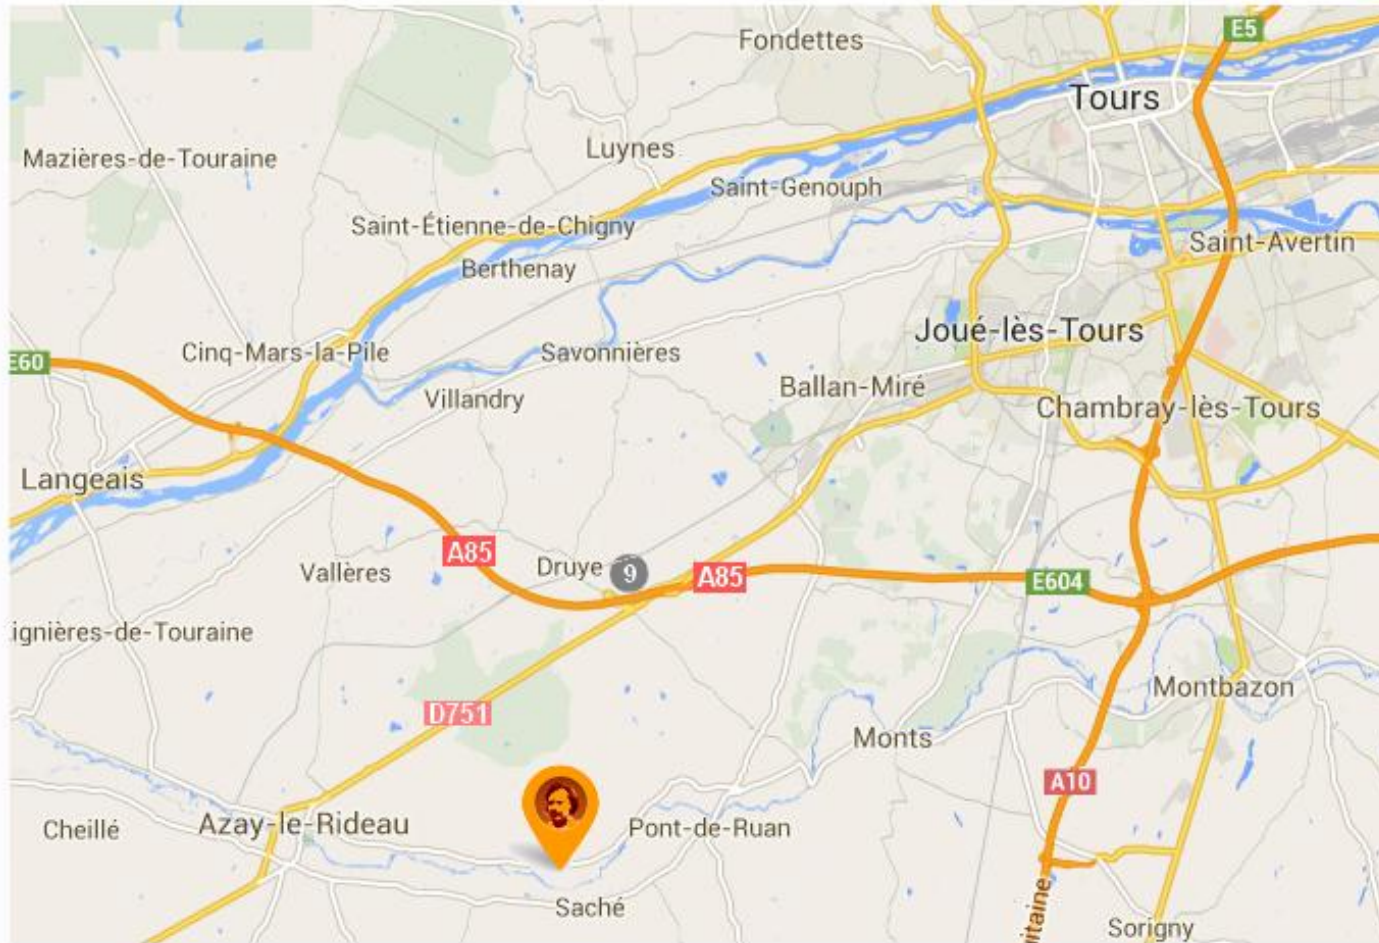 E5
Fondettes
Tours
Luynes
Mazières-de-Touraine
Saint-Genouph
Saint-Étienne-de-Chigny
Saint-Avertin
Berthenay
Joué-lès-Tours
E60
Cinq-Mars-la-Pile
Savonnières
Ballan-Miré
Villandry
Chambray-lès-Tours
Langeais
A85
Druye
9
Vallères
A85
E604
ignières-de-Touraine
Montbazon
D751
Monts
A10
Azay-le-Rideau
Cheillé
Pont-de-Ruan
Saché
itaine
Sorigny